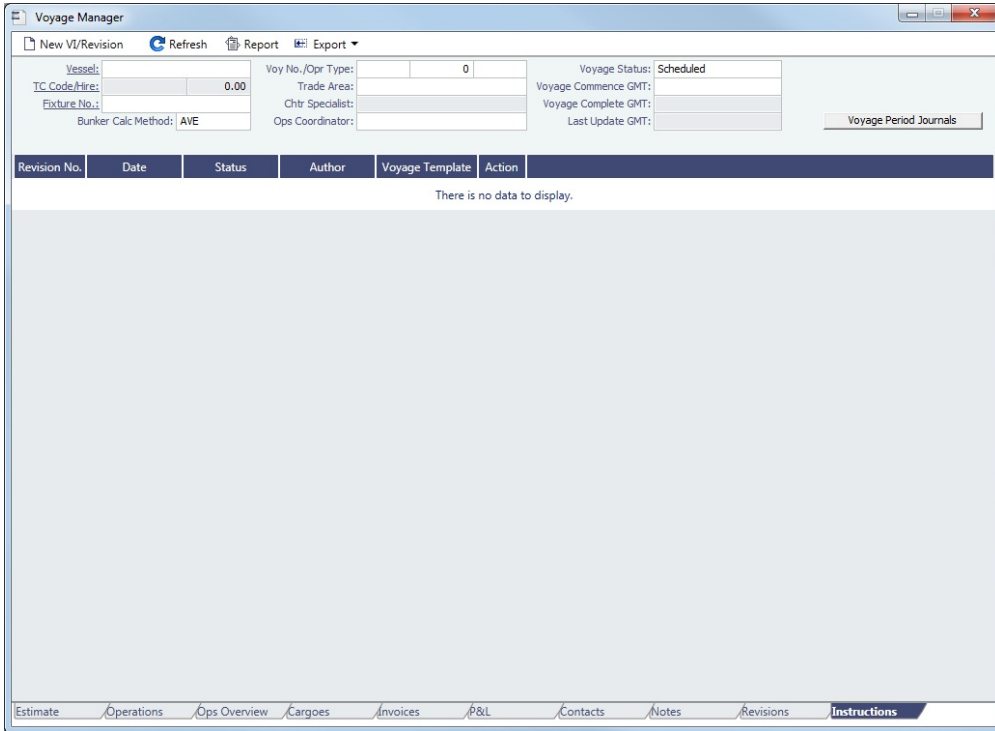 Voyage Manager
New VI/Revision Refresh Report Export
Vessel: Voy No./Opr Type: 0 Voyage Status: Scheduled
TC Code/Hire: 0.00 Trade Area: Voyage Commence GMT:
Fixture No.: Chtr Specialist: Voyage Complete GMT:
Bunker Calc Method: AVE Ops Coordinator: Last Update GMT: Voyage Period Journals
Revision No. Date Status Author Voyage Template Action
There is no data to display.
Estimate Operations Ops Overview Cargoes Invoices P&L Contacts Notes Revisions Instructions